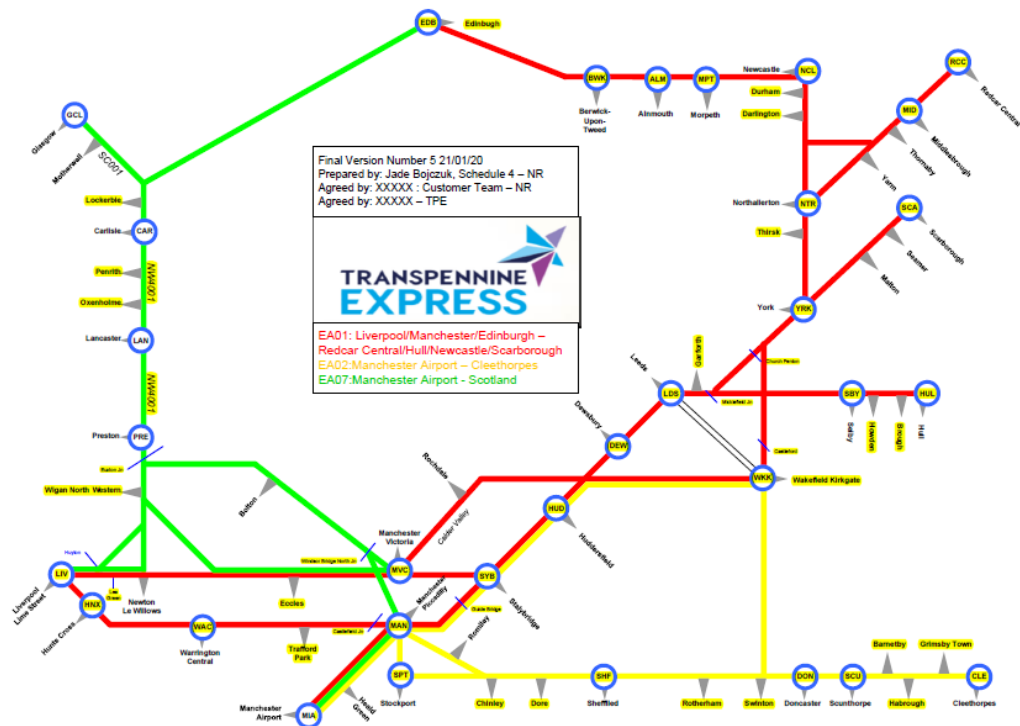 EDB
Edinbugh
Newcastle
NCL
RCC
Redcar Central
BWK
ALM
MPT
Durham
Berwick-
Upon-
Tweed
Alnmouth
Morpeth
Darlington
MID
Middlesbrough
GCL
Glasgow
Motherwell
SC001
Thornaby
Yarm
Final Version Number 5 21/01/20
Prepared by: Jade Bojczuk, Schedule 4 – NR
Agreed by: XXXXX : Customer Team – NR
Agreed by: XXXXX – TPE
Lockerbie
Northallerton
NTR
SCA
Scarborough
Carlisle
CAR
Thirsk
Seamer
Malton
TRANSPENNINE
EXPRESS
Penrith
NW4001
Oxenholme
York
YRK
EA01: Liverpool/Manchester/Edinburgh –
Redcar Central/Hull/Newcastle/Scarborough
EA02:Manchester Airport – Cleethorpes
EA07:Manchester Airport - Scotland
Lancaster
LAN
NW4001
Leeds
Garforth
Church Fenton
LDS
Wakefield Jn
SBY
HUL
Selby
Howden
Brough
Hull
Preston
PRE
Dewsbury
DEW
Castleford
Euxton Jn
Wigan North Western
Bolton
Rochdale
Calder Valley
WKK
Wakefield Kirkgate
HUD
Huddersfield
Manchester
Victoria
Windsor Bridge North Jn
Huyton
LIV
Liverpool
Lime Street
Lea
Green
Newton
Le Willows
Eccles
MVC
Manchester
Piccadilly
SYB
Stalybridge
Guide Bridge
HNX
Hunts Cross
WAC
Warrington
Central
Trafford
Park
Castlefield Jn
MAN
Romiley
SPT
Stockport
Chinley
Dore
SHF
Sheffiled
Rotherham
Swinton
DON
Doncaster
SCU
Scunthorpe
Barnetby
Habrough
Grimsby Town
CLE
Cleethorpes
Heald
Green
Manchester
Airport
MIA